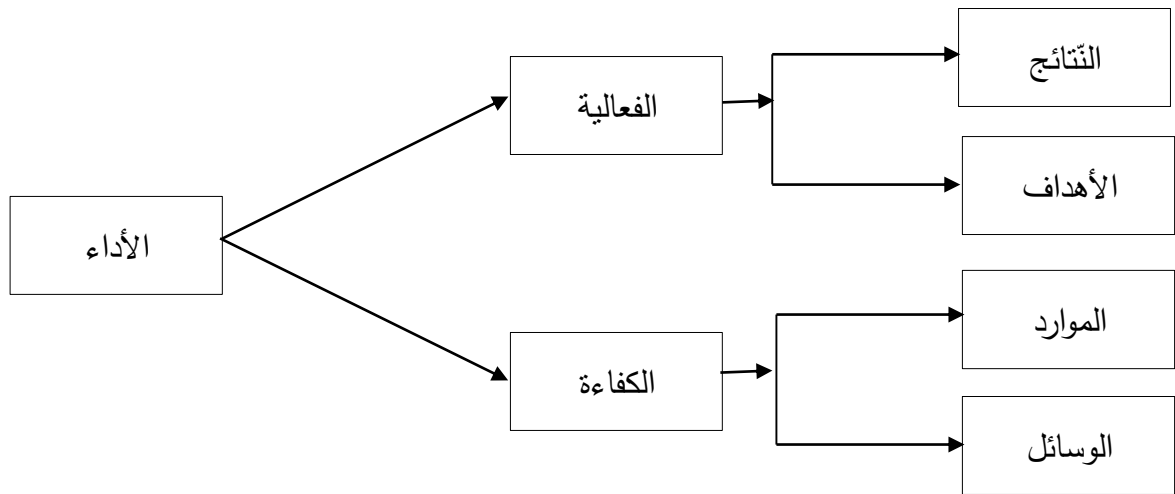 النّتائج
الفعالية
الأهداف
الأداء
الموارد
الكفاءة
الوسائل